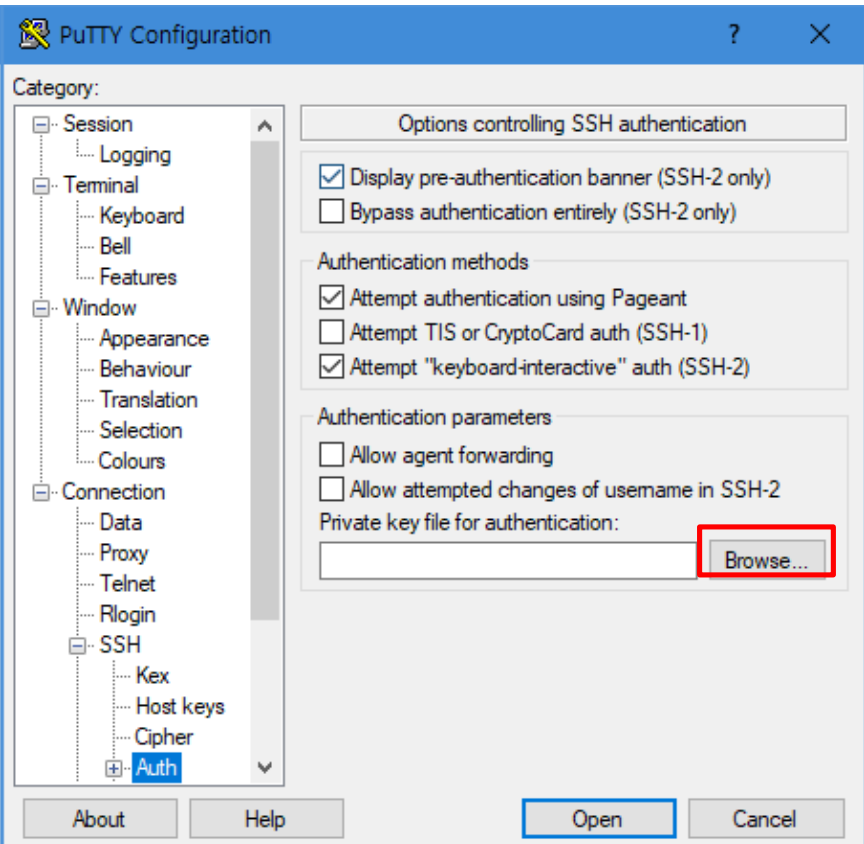 PuTTY Configuration
?
Category:
Session
Logging
Terminal
Keyboard
Bell
Features
Window
Appearance
Behaviour
Translation
Selection
Colours
Connection
Data
Proxy
Telnet
Rlogin
SSH
Kex
Host keys
Cipher
Auth
Options controlling SSH authentication
Display pre-authentication banner (SSH-2 only)
Bypass authentication entirely (SSH-2 only)
Authentication methods
Attempt authentication using Pageant
Attempt TIS or CryptoCard auth (SSH-1)
Attempt "keyboard-interactive" auth (SSH-2)
Authentication parameters
Allow agent forwarding
Allow attempted changes of username in SSH-2
Private key file for authentication:
Browse...
About
Help
Open
Cancel